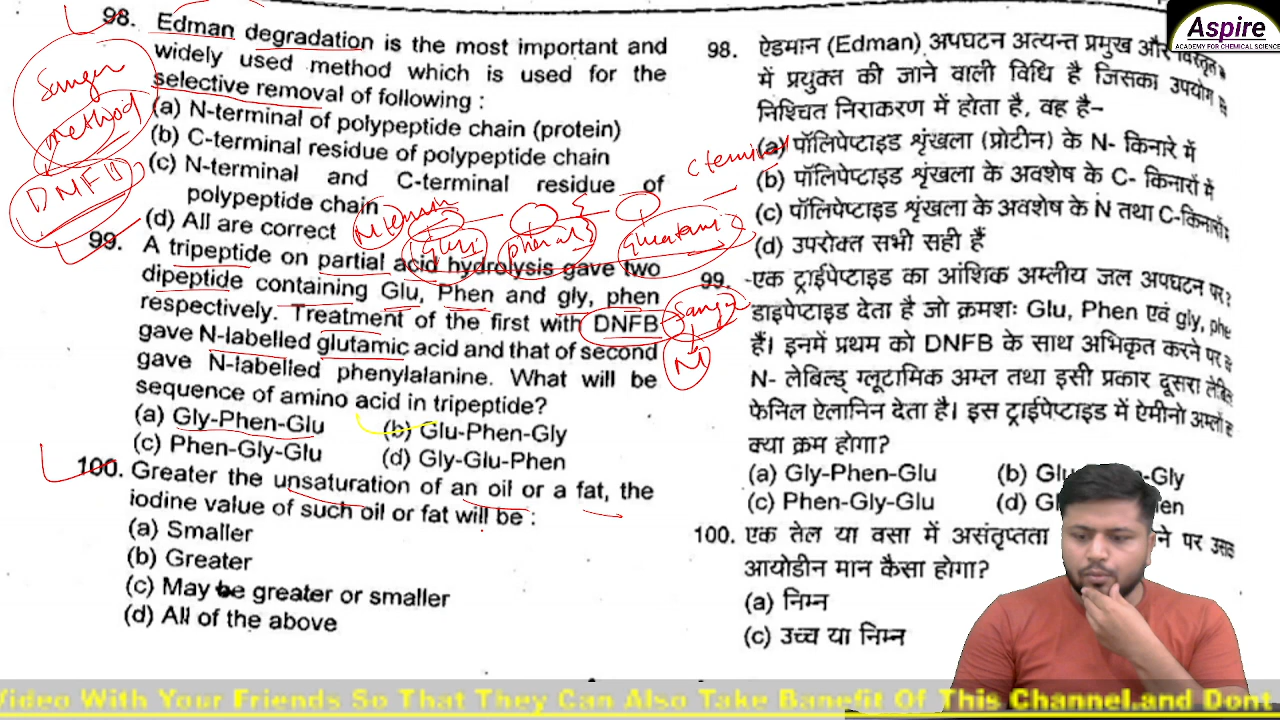 98. Edman degradation is the most important and
widely used method which is used for the
selective removal of following :
(a) N-terminal of polypeptide chain (protein)
(b) C-terminal residue of polypeptide chain
(c) N-terminal and C-terminal residue of
polypeptide chain
(d) All are correct
99. A tripeptide on partial acid hydrolysis gave two
dipeptide containing Glu, Phen and gly, phen
respectively. Treatment of the first with DNFB
gave N-labelled glutamic acid and that of second
gave N-labelled phenylalanine. What will be
sequence of amino acid in tripeptide?
(a) Gly-Phen-Glu (b) Glu-Phen-Gly
(c) Phen-Gly-Glu (d) Gly-Glu-Phen
100. Greater the unsaturation of an oil or a fat, the
iodine value of such oil or fat will be :
(a) Smaller
(b) Greater
(c) May be greater or smaller
(d) All of the above
Sanger
method
DNFB
C terminal
Sanger
N
98. ऐडमान (Edman) अपघटन अत्यन्त प्रमुख और विस्तृत
में प्रयुक्त की जाने वाली विधि है जिसका उपयोग
निश्चित निराकरण में होता है, वह है–
(a) पॉलिपेप्टाइड शृंखला (प्रोटीन) के N- किनारे में
(b) पॉलिपेप्टाइड शृंखला के अवशेष के C- किनारों में
(c) पॉलिपेप्टाइड शृंखला के अवशेष के N तथा C-किनारों
(d) उपरोक्त सभी सही हैं
99. एक ट्राईपेप्टाइड का आंशिक अम्लीय जल अपघटन पर
डाइपेप्टाइड देता है जो क्रमशः Glu, Phen एवं gly, phe
हैं। इनमें प्रथम को DNFB के साथ अभिकृत करने पर
N- लेबिल्ड् ग्लूटामिक अम्ल तथा इसी प्रकार दूसरा
फेनिल ऐलानिन देता है। इस ट्राईपेप्टाइड में ऐमीनो अम्लों
क्या क्रम होगा?
(a) Gly-Phen-Glu (b) Gly
(c) Phen-Gly-Glu (d)
100. एक तेल या वसा में असंतृप्तता पर उसका
आयोडीन मान कैसा होगा?
(a) निम्न
(c) उच्च या निम्न
Aspire
ACADEMY FOR CHEMICAL SCIENCE
Video With Your Friends So That They Can Also Take Banefit Of This Channel.and Dont